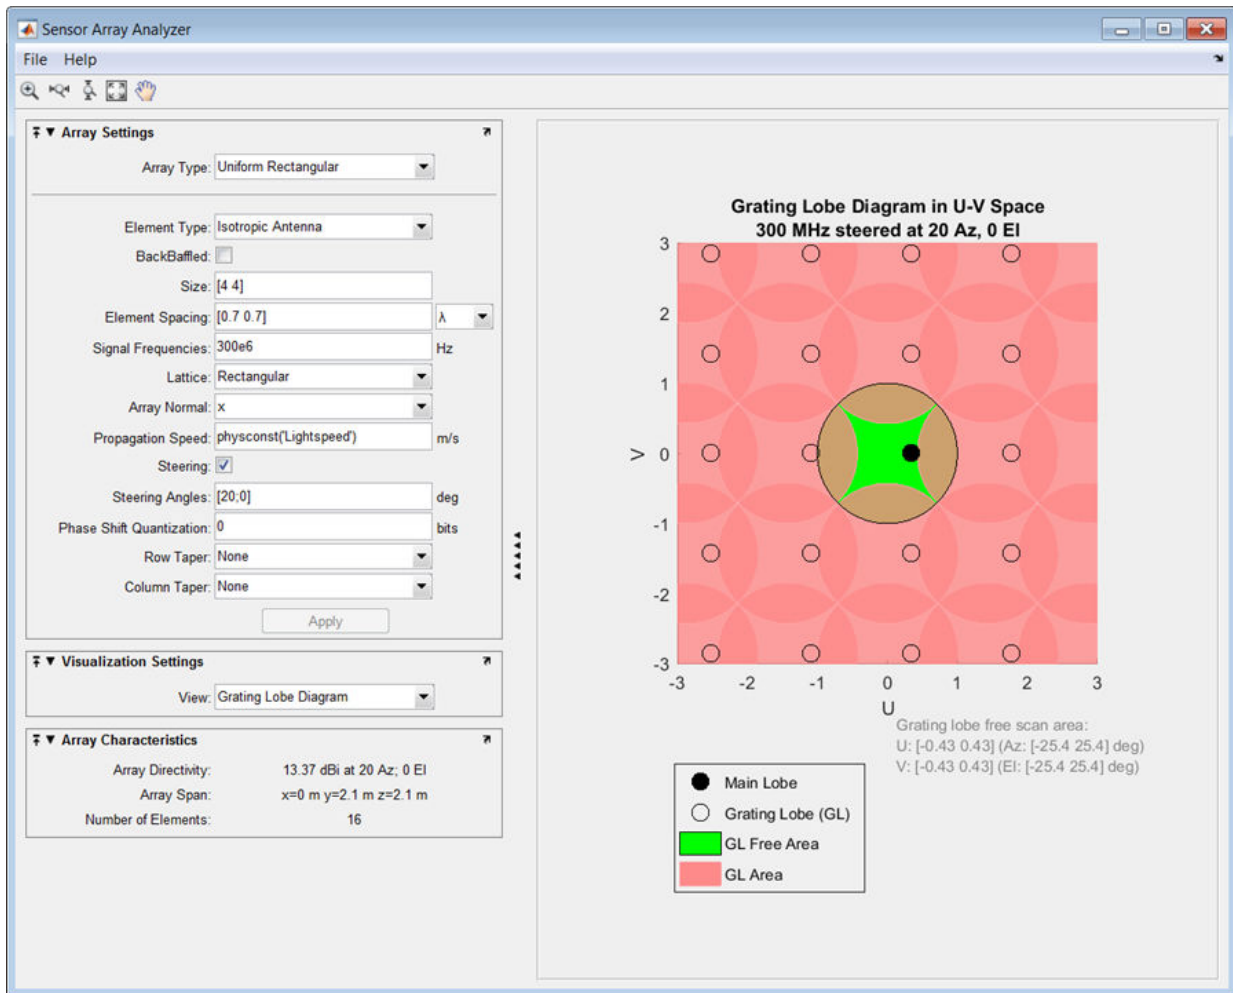 Sensor Array Analyzer
File Help
Array Settings
Array Type: Uniform Rectangular
Element Type: Isotropic Antenna
BackBaffled:
Size: [4 4]
Element Spacing: [0.7 0.7] λ
Signal Frequencies: 300e6 Hz
Lattice: Rectangular
Array Normal: x
Propagation Speed: physconst('Lightspeed') m/s
Steering:
Steering Angles: [20;0] deg
Phase Shift Quantization: 0 bits
Row Taper: None
Column Taper: None
Apply
Visualization Settings
View: Grating Lobe Diagram
Array Characteristics
Array Directivity: 13.37 dBi at 20 Az; 0 El
Array Span: x=0 m y=2.1 m z=2.1 m
Number of Elements: 16
Grating Lobe Diagram in U-V Space
300 MHz steered at 20 Az, 0 El
3
2
1
0
-1
-2
-3
V
-3 -2 -1 0 1 2 3
U
Grating lobe free scan area:
U: [-0.43 0.43] (Az: [-25.4 25.4] deg)
V: [-0.43 0.43] (El: [-25.4 25.4] deg)
Main Lobe
Grating Lobe (GL)
GL Free Area
GL Area